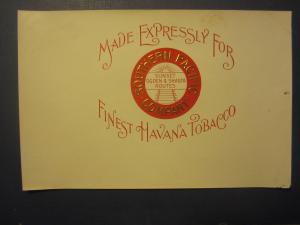 MADE EXPRESSLY FOR
SOUTHERN PACIFIC
SUNSET
OGDEN & SHASTA
ROUTES
COMPANY
FINEST HAVANA TOBACCO